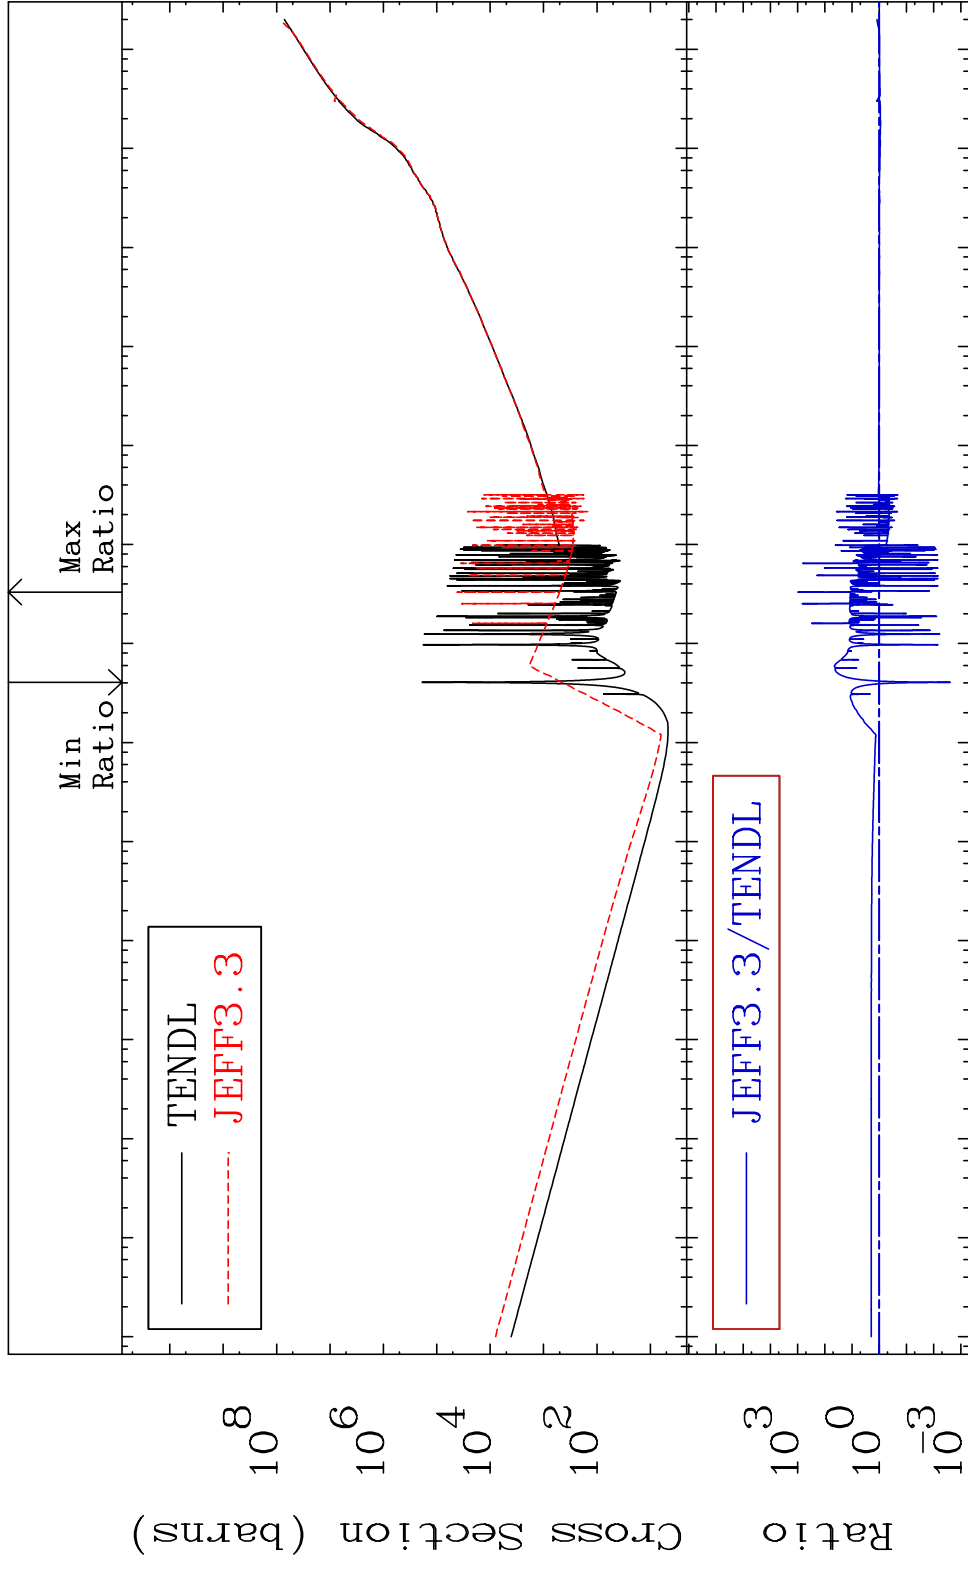 Min
Ratio
Max
Ratio
TENDL
JEFF3.3
10 8
10 6
10 4
10 2
Cross Section (barns)
JEFF3.3/TENDL
10 3
10 0
10 -3
Ratio